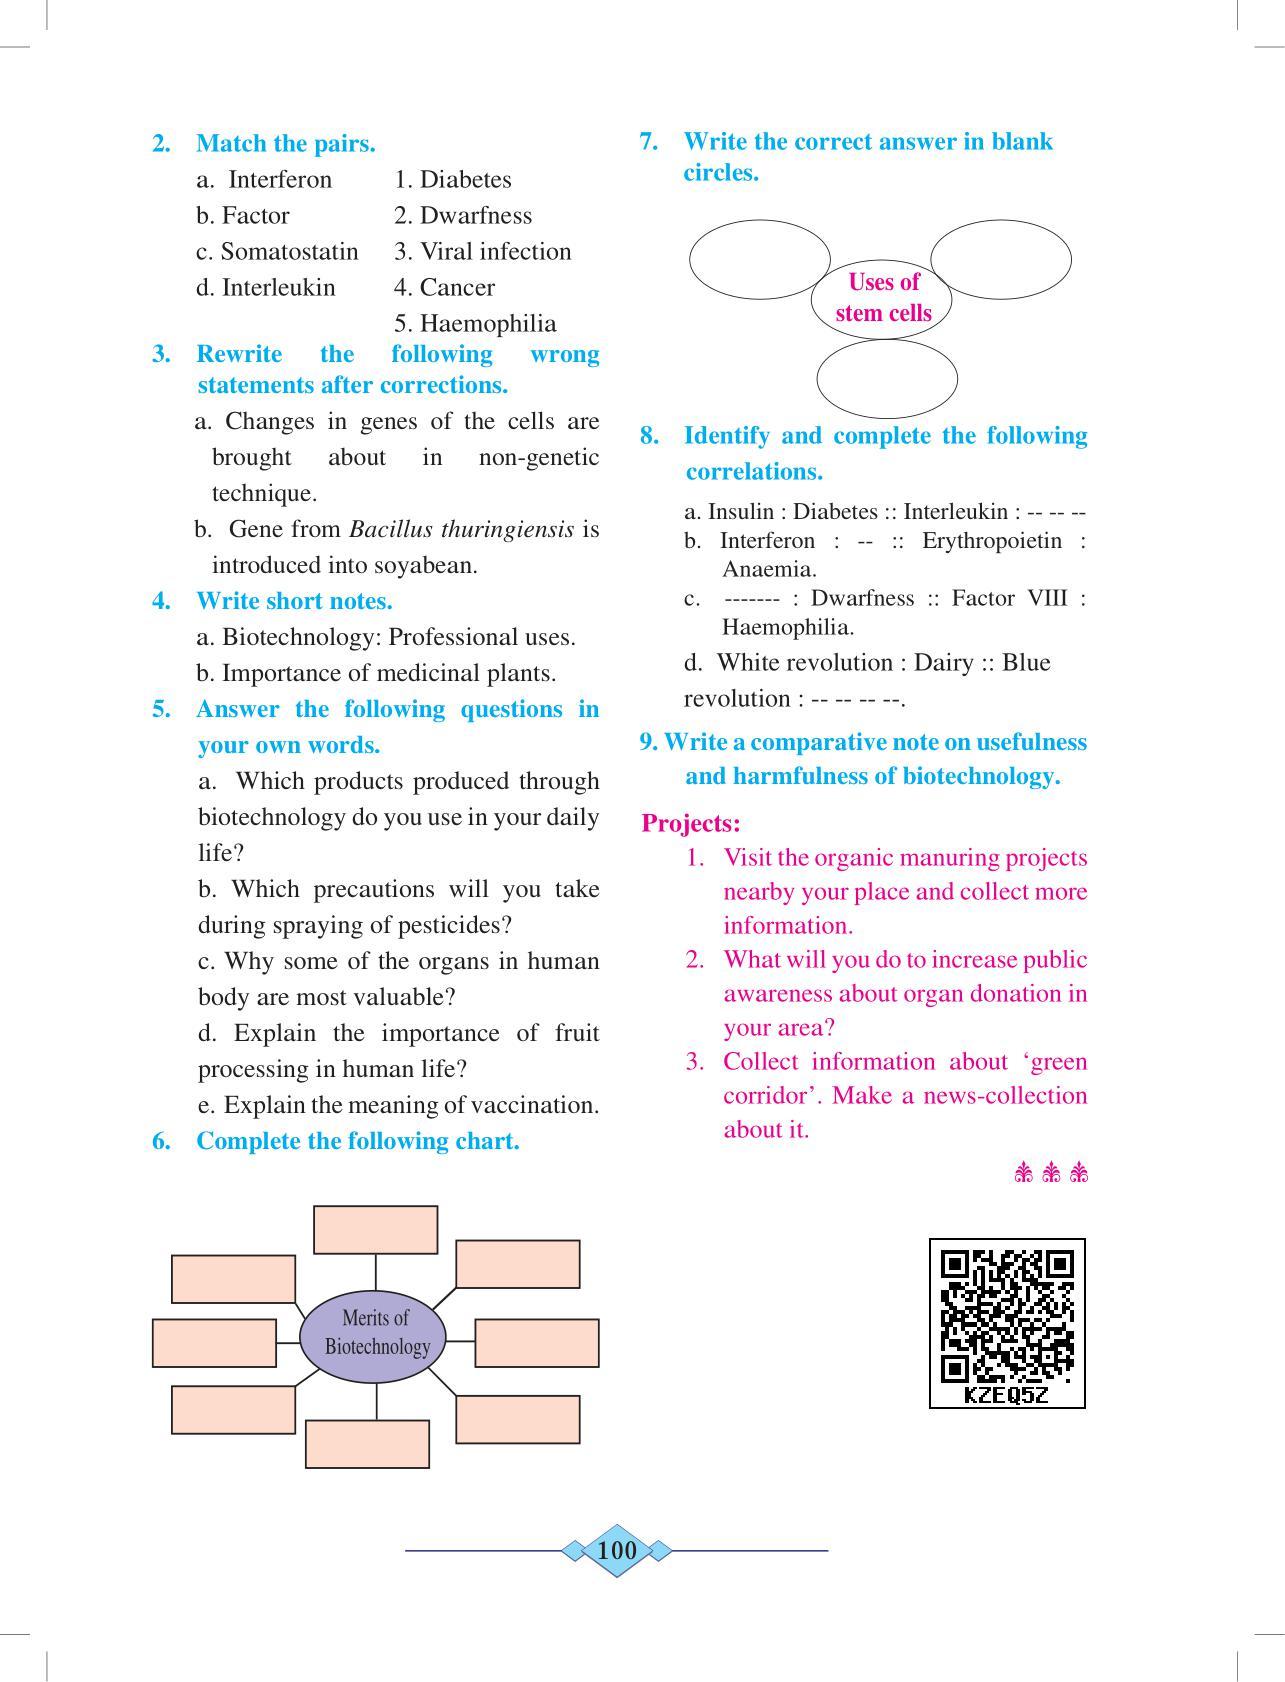 2. Match the pairs.
a. Interferon 1. Diabetes
b. Factor 2. Dwarfness
c. Somatostatin 3. Viral infection
d. Interleukin 4. Cancer
5. Haemophilia
3. Rewrite the following wrong
statements after corrections.
a. Changes in genes of the cells are
brought about in non-genetic
technique.
b. Gene from Bacillus thuringiensis is
introduced into soyabean.
4. Write short notes.
a. Biotechnology: Professional uses.
b. Importance of medicinal plants.
5. Answer the following questions in
your own words.
a. Which products produced through
biotechnology do you use in your daily
life?
b. Which precautions will you take
during spraying of pesticides?
c. Why some of the organs in human
body are most valuable?
d. Explain the importance of fruit
processing in human life?
e. Explain the meaning of vaccination.
6. Complete the following chart.
Merits of
Biotechnology
7. Write the correct answer in blank
circles.
Uses of
stem cells
8. Identify and complete the following
correlations.
a. Insulin : Diabetes :: Interleukin : -- -- --
b. Interferon : -- :: Erythropoietin :
Anaemia.
c. ------- : Dwarfness :: Factor VIII :
Haemophilia.
d. White revolution : Dairy :: Blue
revolution : -- -- -- --.
9. Write a comparative note on usefulness
and harmfulness of biotechnology.
Projects:
1. Visit the organic manuring projects
nearby your place and collect more
information.
2. What will you do to increase public
awareness about organ donation in
your area?
3. Collect information about ‘green
corridor’. Make a news-collection
about it.
KZEQ5Z
100